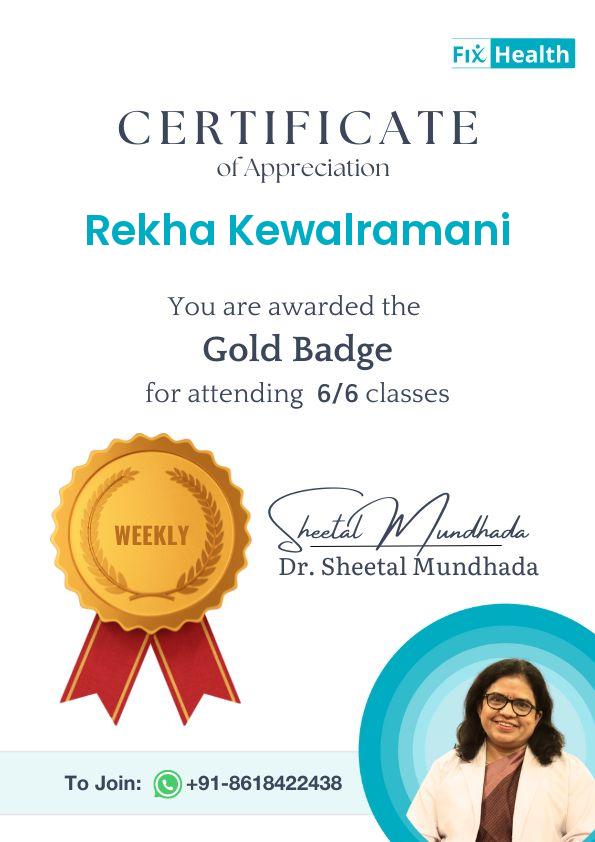 Fix Health
CERTIFICATE
of Appreciation
Rekha Kewalramani
You are awarded the
Gold Badge
for attending 6/6 classes
WEEKLY
Sheetal Mundhada
Dr. Sheetal Mundhada
To Join: +91-8618422438